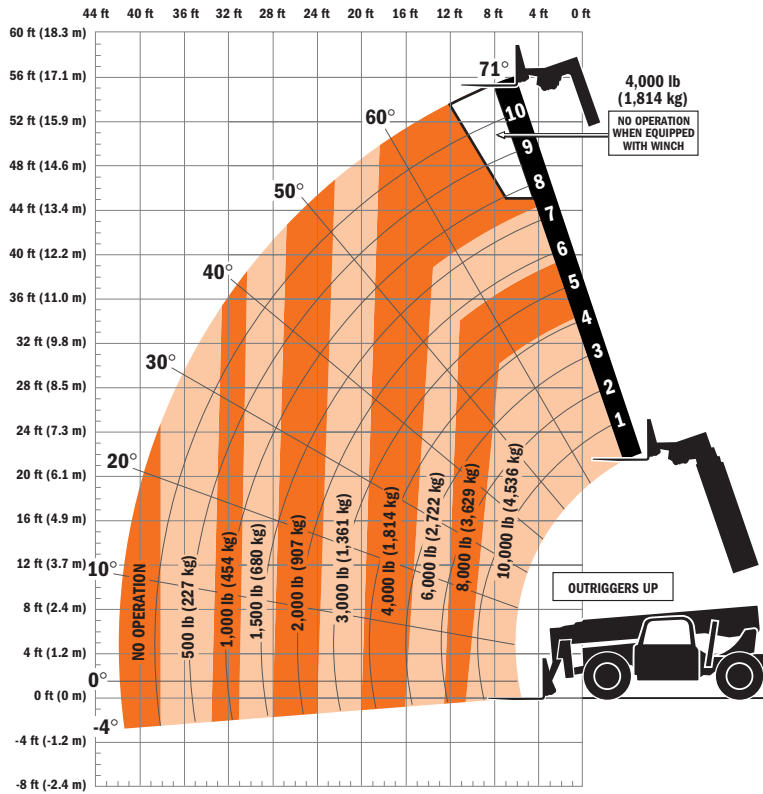 44 ft 40 ft 36 ft 32 ft 28 ft 24 ft 20 ft 16 ft 12 ft 8 ft 4 ft 0 ft
60 ft (18.3 m)
56 ft (17.1 m)
52 ft (15.9 m)
48 ft (14.6 m)
44 ft (13.4 m)
40 ft (12.2 m)
36 ft (11.0 m)
32 ft (9.8 m)
28 ft (8.5 m)
24 ft (7.3 m)
20 ft (6.1 m)
16 ft (4.9 m)
12 ft (3.7 m)
8 ft (2.4 m)
4 ft (1.2 m)
0 ft (0 m)
-4 ft (-1.2 m)
-8 ft (-2.4 m)
71°
60°
50°
40°
30°
20°
10°
0°
-4°
4,000 lb
(1,814 kg)
NO OPERATION
WHEN EQUIPPED
WITH WINCH
10
9
8
7
6
5
4
3
2
1
NO OPERATION
500 lb (227 kg)
1,000 lb (454 kg)
1,500 lb (680 kg)
2,000 lb (907 kg)
3,000 lb (1,361 kg)
4,000 lb (1,814 kg)
6,000 lb (2,722 kg)
8,000 lb (3,629 kg)
10,000 lb (4,536 kg)
OUTRIGGERS UP